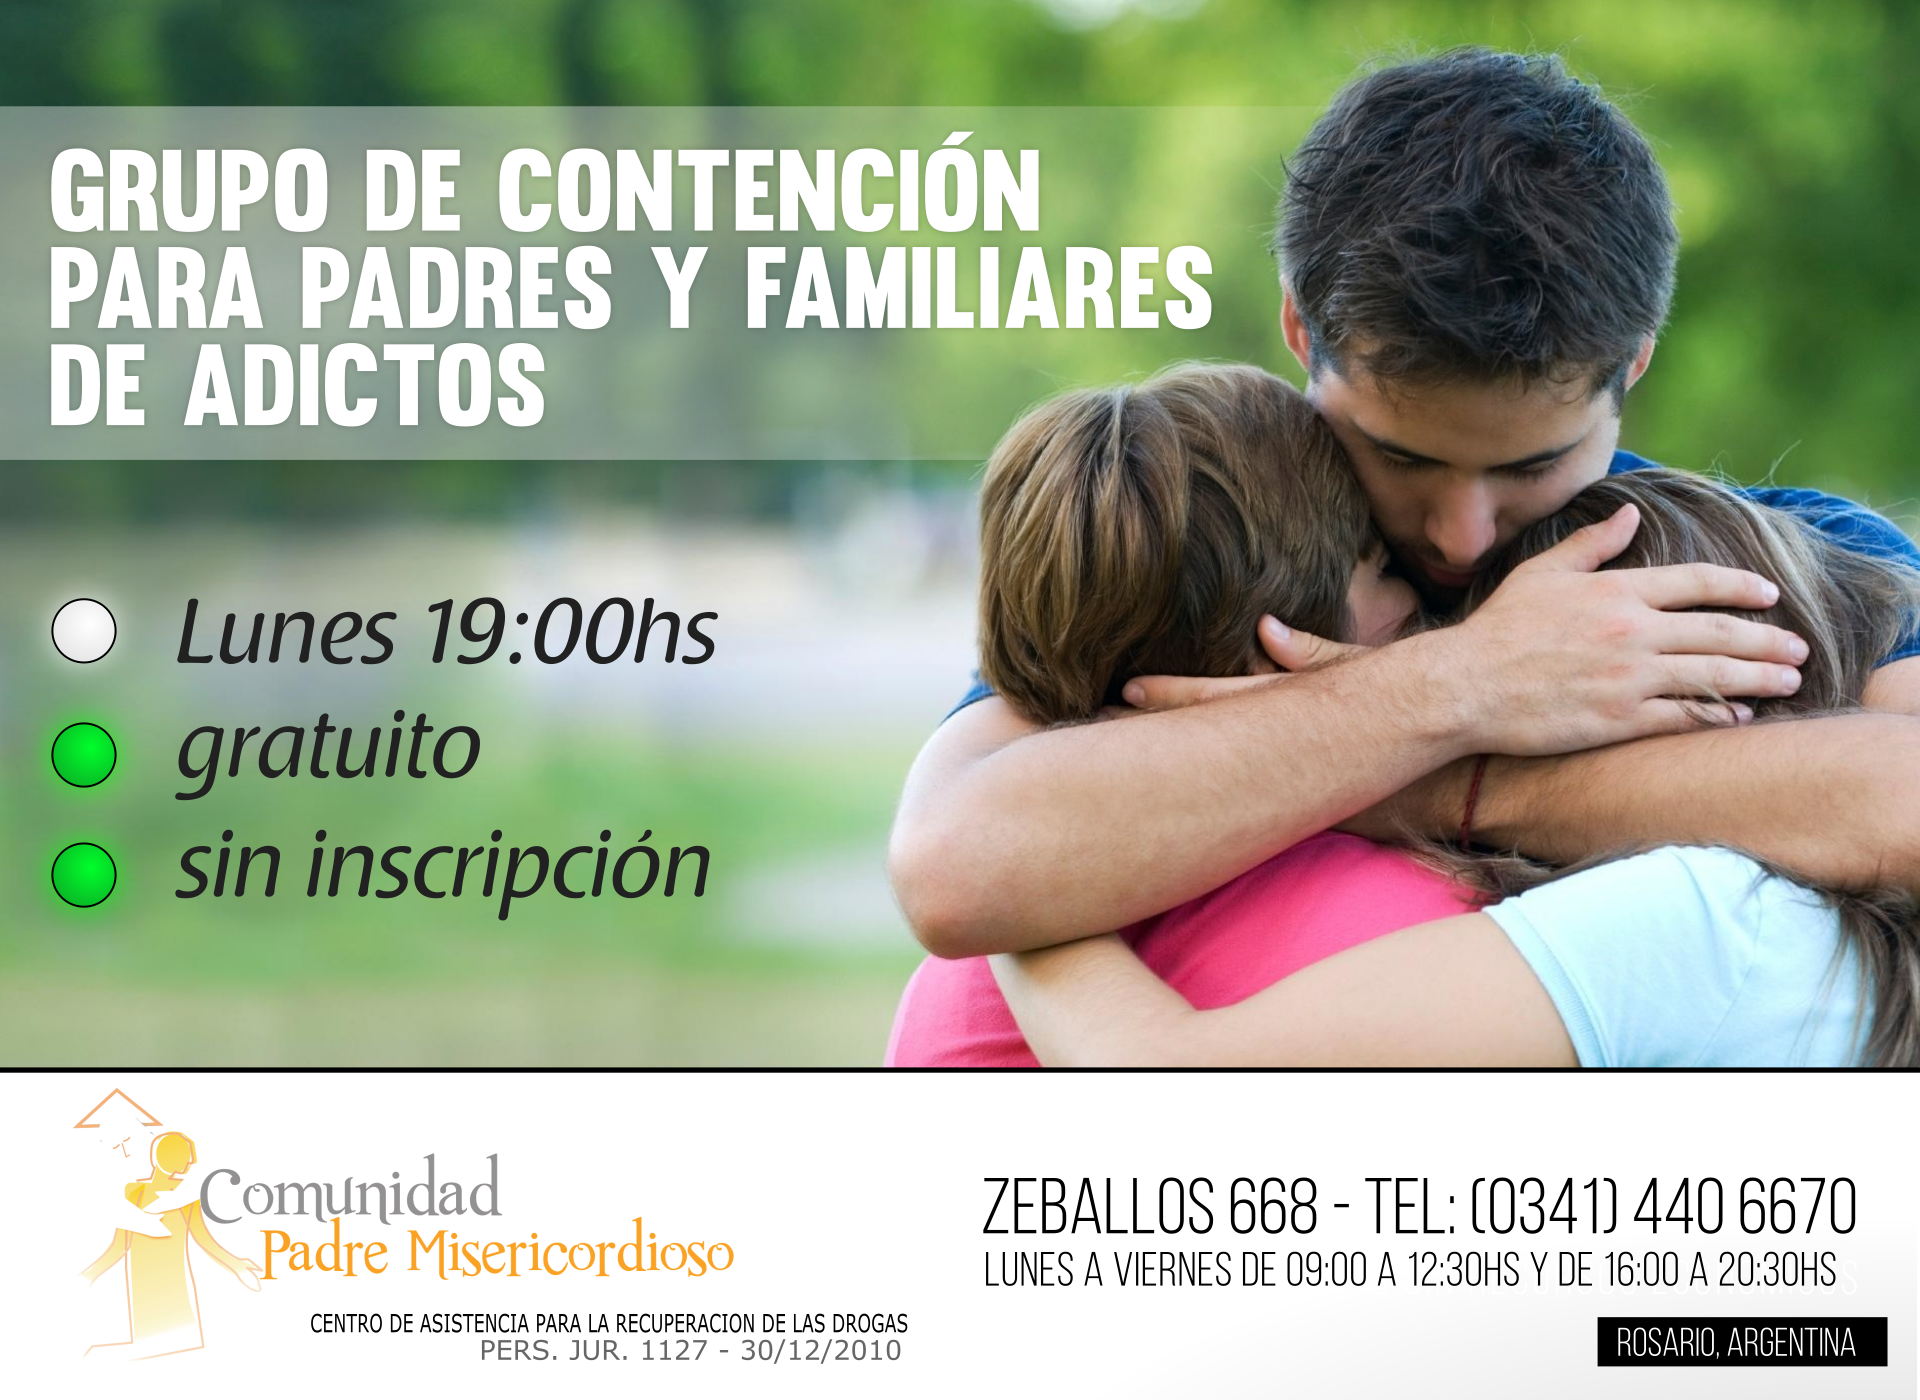 GRUPO DE CONTENCIÓN
PARA PADRES Y FAMILIARES
DE ADICTOS
Lunes 19:00hs
gratuito
sin inscripción
Comunidad
Padre Misericordioso
CENTRO DE ASISTENCIA PARA LA RECUPERACION DE LAS DROGAS
PERS. JUR. 1127 - 30/12/2010
ZEBALLOS 668 - TEL: (0341) 440 6670
LUNES A VIERNES DE 09:00 A 12:30HS Y DE 16:00 A 20:30HS
ROSARIO, ARGENTINA